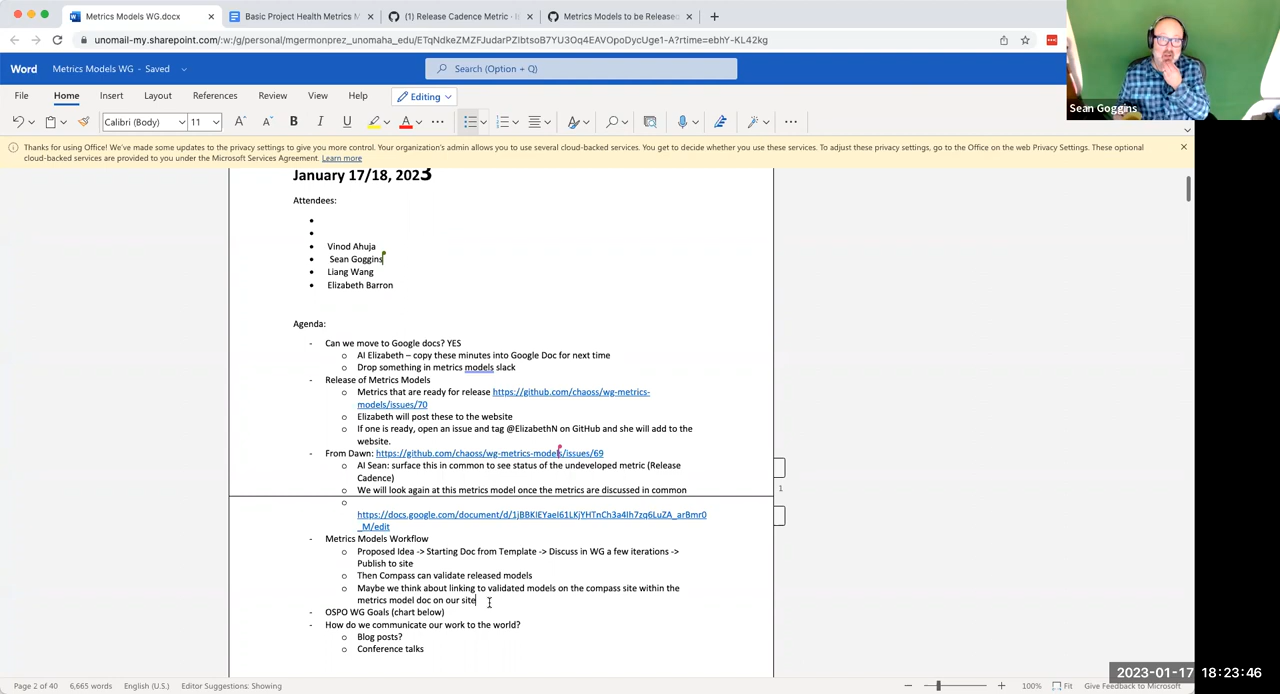 Metrics Models WG.docx
Basic Project Health Metrics M
(1) Release Cadence Metric · I
Metrics Models to be Released
unomail-my.sharepoint.com/:w:/g/personal/mgermonprez_unomaha_edu/ETqNdkeZMZFJudarPZIbtsoB7YU3Oq4EAVOpoDycUge1-A?rtime=ebhY-KL42kg
Word
Metrics Models WG - Saved
Search (Option + Q)
Sean Goggins
File
Home
Insert
Layout
References
Review
View
Help
Editing
Calibri (Body)
11
Thanks for using Office! We've made some updates to the privacy settings to give you more control. Your organization's admin allows you to use several cloud-backed services. You get to decide whether you use these services. To adjust these privacy settings, go to the Office on the web Privacy Settings. These optional
cloud-backed services are provided to you under the Microsoft Services Agreement. Learn more
January 17/18, 2023
Attendees:
Vinod Ahuja
Sean Goggins
Liang Wang
Elizabeth Barron
Agenda:
- Can we move to Google docs? YES
o AI Elizabeth – copy these minutes into Google Doc for next time
o Drop something in metrics models slack
- Release of Metrics Models
o Metrics that are ready for release https://github.com/chaoss/wg-metrics-
models/issues/70
o Elizabeth will post these to the website
o If one is ready, open an issue and tag @ElizabethN on GitHub and she will add to the
website.
- From Dawn: https://github.com/chaoss/wg-metrics-models/issues/69
o AI Sean: surface this in common to see status of the undeveloped metric (Release
Cadence)
o We will look again at this metrics model once the metrics are discussed in common
1
o
https://docs.google.com/document/d/1jBBKIEYaeI61LKjYHTnCh3a4Ih7zq6LuZA_arBmr0
_M/edit
- Metrics Models Workflow
o Proposed Idea -> Starting Doc from Template -> Discuss in WG a few iterations ->
Publish to site
o Then Compass can validate released models
o Maybe we think about linking to validated models on the compass site within the
metrics model doc on our site
- OSPO WG Goals (chart below)
- How do we communicate our work to the world?
o Blog posts?
o Conference talks
2023-01-17 18:23:46
Page 2 of 40
6,665 words
English (U.S.)
Editor Suggestions: Showing
100%
Fit
Give Feedback to Microsoft